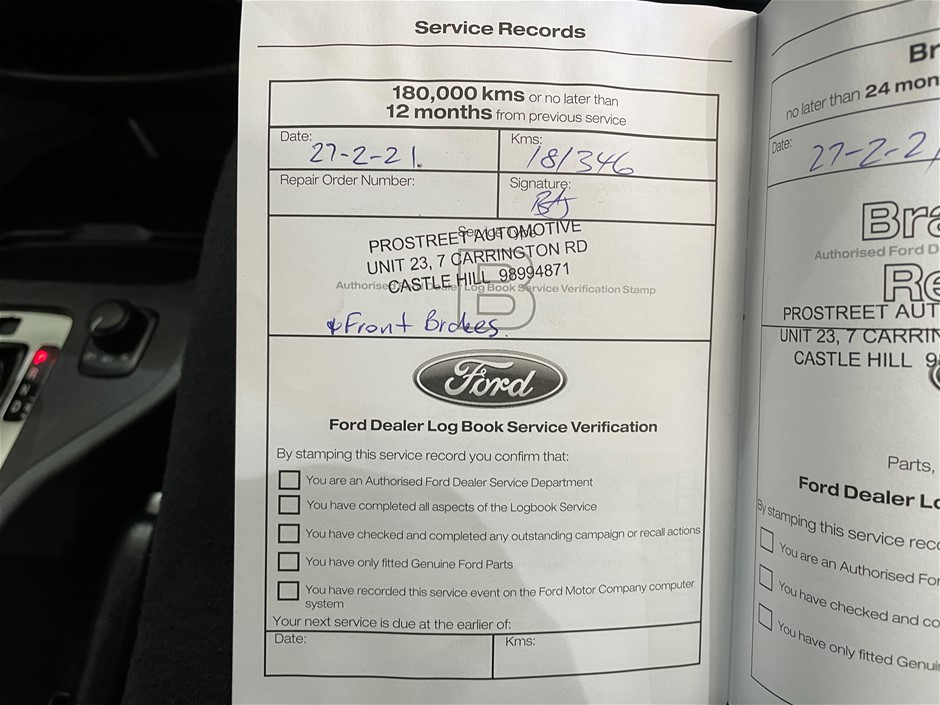 Service Records
180,000 kms or no later than
12 months from previous service
Date:
27-2-21.
Kms:
181346
Repair Order Number:
Signature:
Service Type:
PROSTREET AUTOMOTIVE
UNIT 23, 7 CARRINGTON RD
CASTLE HILL 98994871
B
Authorised Dealer Log Book Service Verification Stamp
&Front Brakes.
Ford
Ford Dealer Log Book Service Verification
By stamping this service record you confirm that:
You are an Authorised Ford Dealer Service Department
You have completed all aspects of the Logbook Service
You have checked and completed any outstanding campaign or recall actions
You have only fitted Genuine Ford Parts
You have recorded this service event on the Ford Motor Company computer
system
Your next service is due at the earlier of:
Date:
Kms:
Br
no later than 24 mon
Date:
27-2-2
Bra
Authorised Ford D
Re
PROSTREET AUT
UNIT 23, 7 CARRIN
CASTLE HILL 9
Parts,
Ford Dealer Lo
By stamping this service reco
You are an Authorised For
You have checked and co
You have only fitted Genui